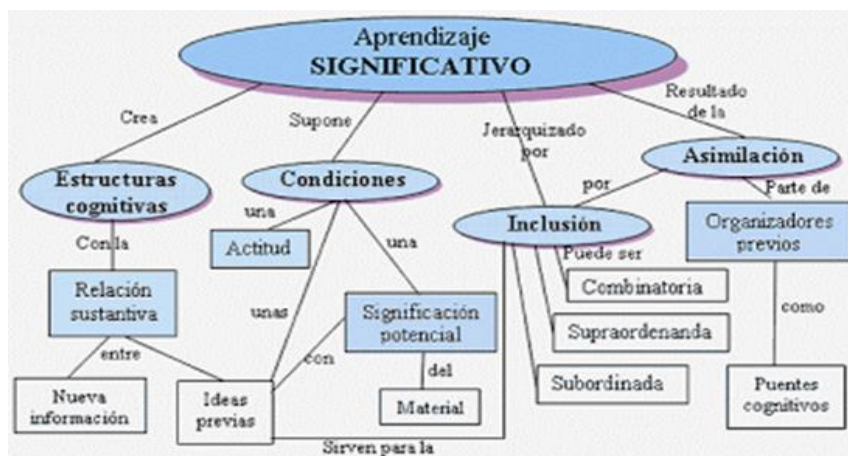 Aprendizaje
SIGNIFICATIVO
Crea
Supone
Jerarquizado
por
Resultado
de la
Estructuras
cognitivas
Condiciones
Asimilación
por
Parte de
una
Inclusión
Organizadores
previos
Con la
Actitud
una
Puede ser
Relación
sustantiva
unas
Significación
potencial
Combinatoria
como
Supraordenanda
entre
con
del
Subordinada
Nueva
información
Ideas
previas
Material
Puentes
cognitivos
Sirven para la